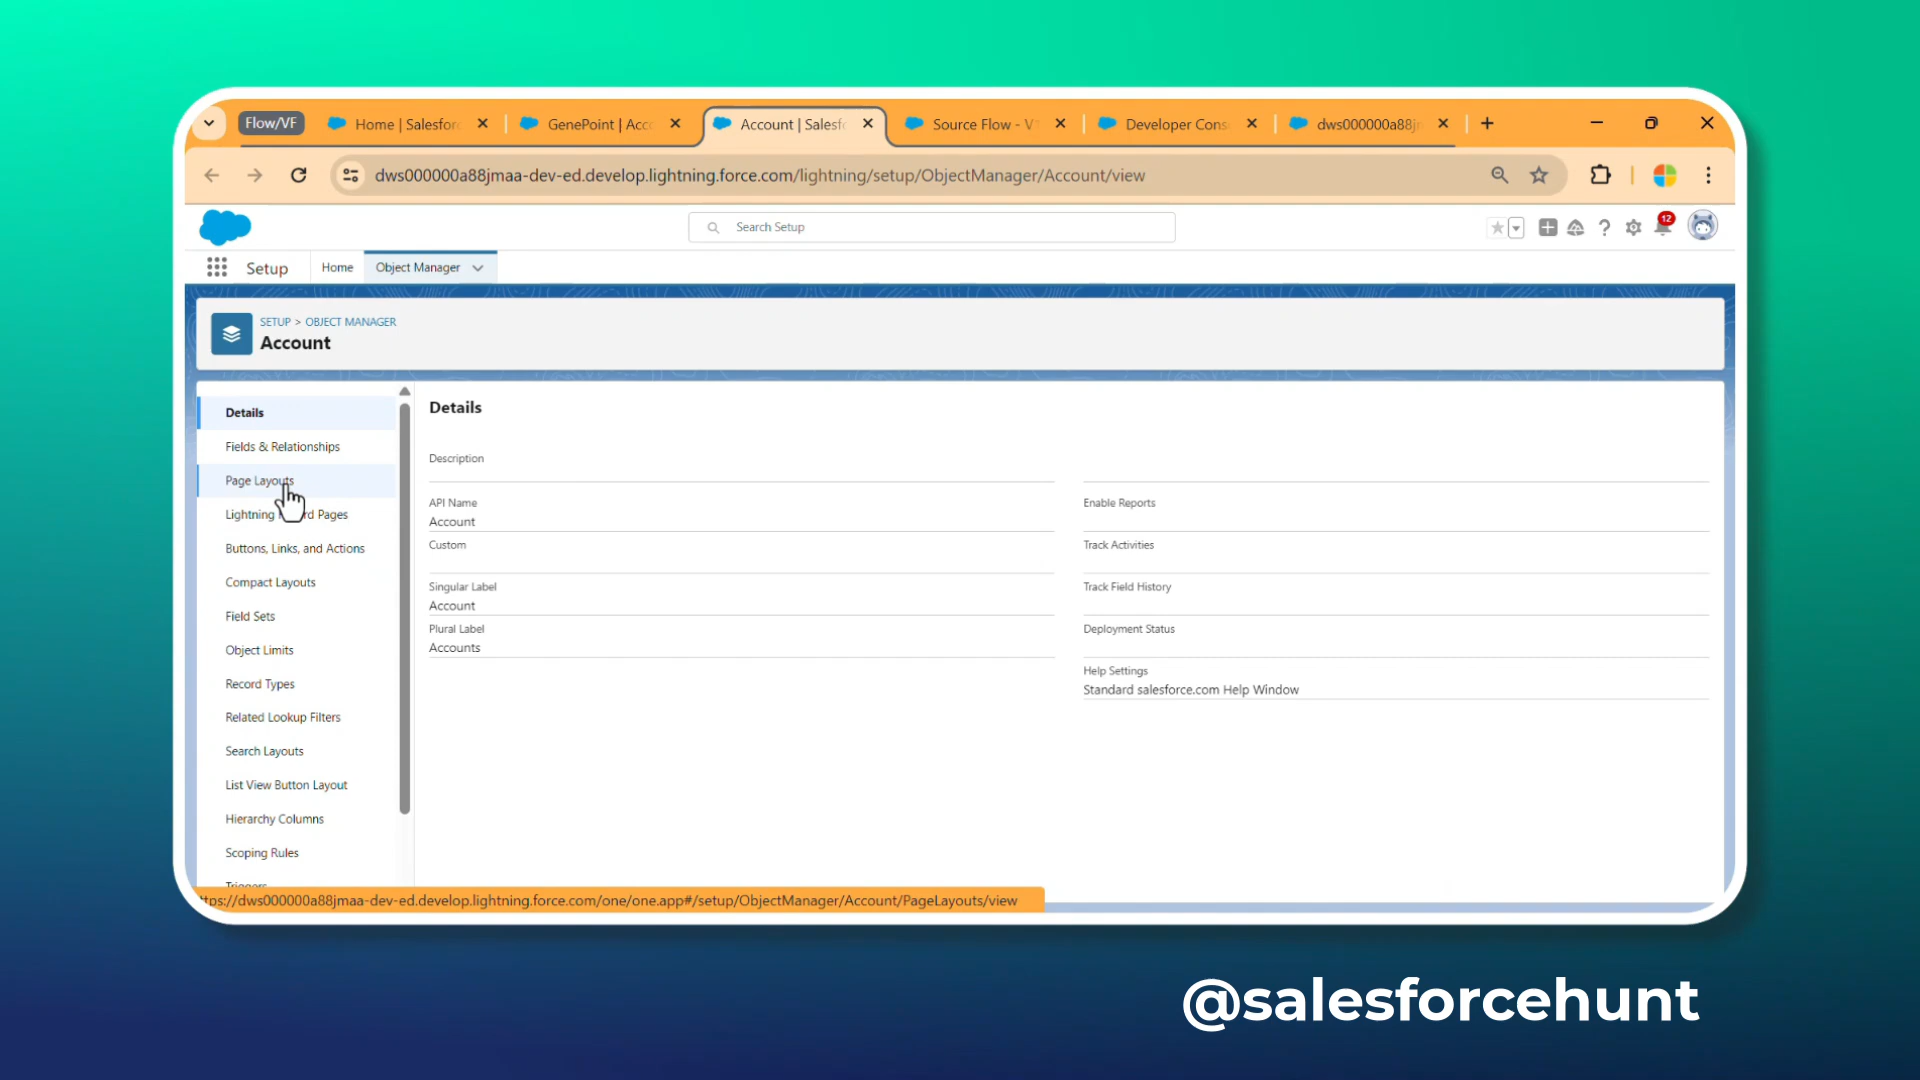 Flow/VF
Home | Salesfor
GenePoint | Acc
Account | Salesf
Source Flow - V
Developer Cons
dws000000a88jm
dws000000a88jmaa-dev-ed.develop.lightning.force.com/lightning/setup/ObjectManager/Account/view
Search Setup
12
Setup
Home
Object Manager
SETUP > OBJECT MANAGER
Account
Details
Fields & Relationships
Page Layouts
Lightning rd Pages
Buttons, Links, and Actions
Compact Layouts
Field Sets
Object Limits
Record Types
Related Lookup Filters
Search Layouts
List View Button Layout
Hierarchy Columns
Scoping Rules
Triggers
Details
Description
API Name
Account
Custom
Singular Label
Account
Plural Label
Accounts
Enable Reports
Track Activities
Track Field History
Deployment Status
Help Settings
Standard salesforce.com Help Window
ttps://dws000000a88jmaa-dev-ed.develop.lightning.force.com/one/one.app#/setup/ObjectManager/Account/PageLayouts/view
@salesforcehunt